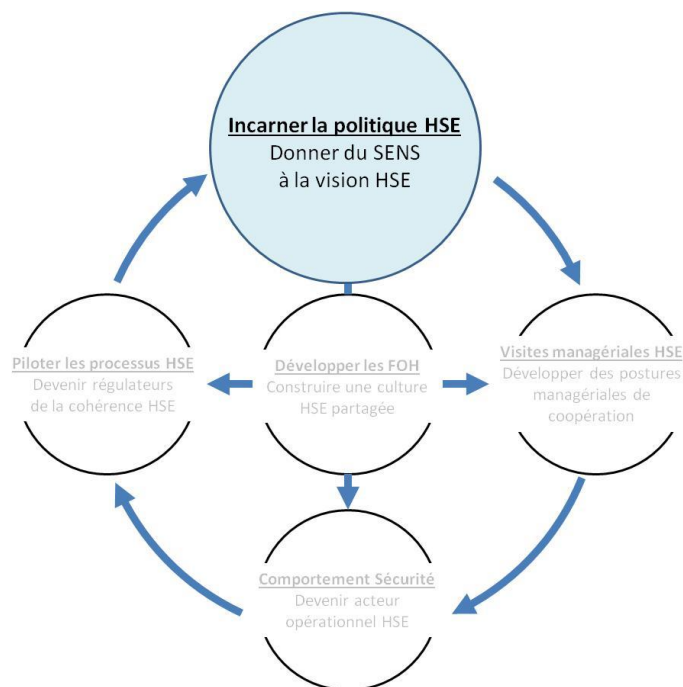 Incarner la politique HSE
Donner du SENS
à la vision HSE
Piloter les processus HSE
Devenir régulateurs
de la cohérence HSE
Développer les FOH
Construire une culture
HSE partagée
Visites managériales HSE
Développer des postures
managériales de
coopération
Comportement Sécurité
Devenir acteur
opérationnel HSE